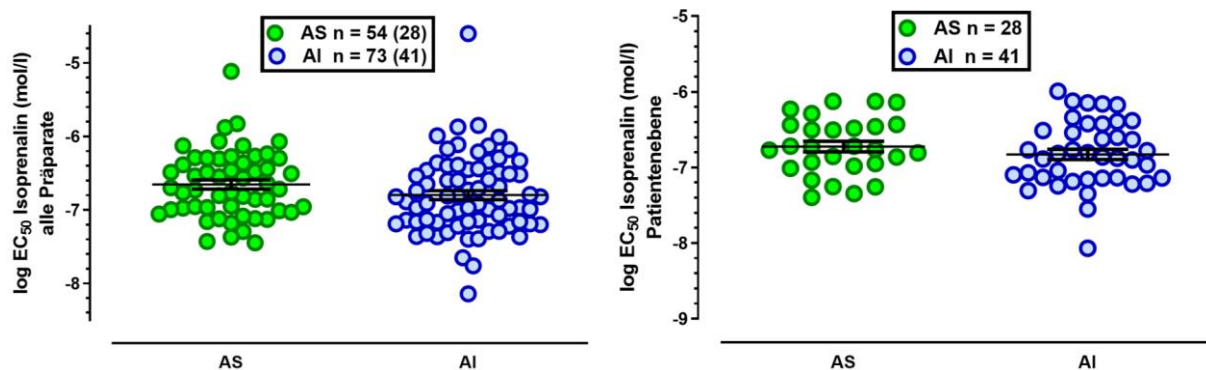 log EC50 Isoprenalin (mol/l)
alle Präparate
-5
-6
-7
-8
AS n = 54 (28)
AI n = 73 (41)
AS
AI
log EC50 Isoprenalin (mol/l)
Patientenebene
-5
-6
-7
-8
-9
AS n = 28
AI n = 41
AS
AI